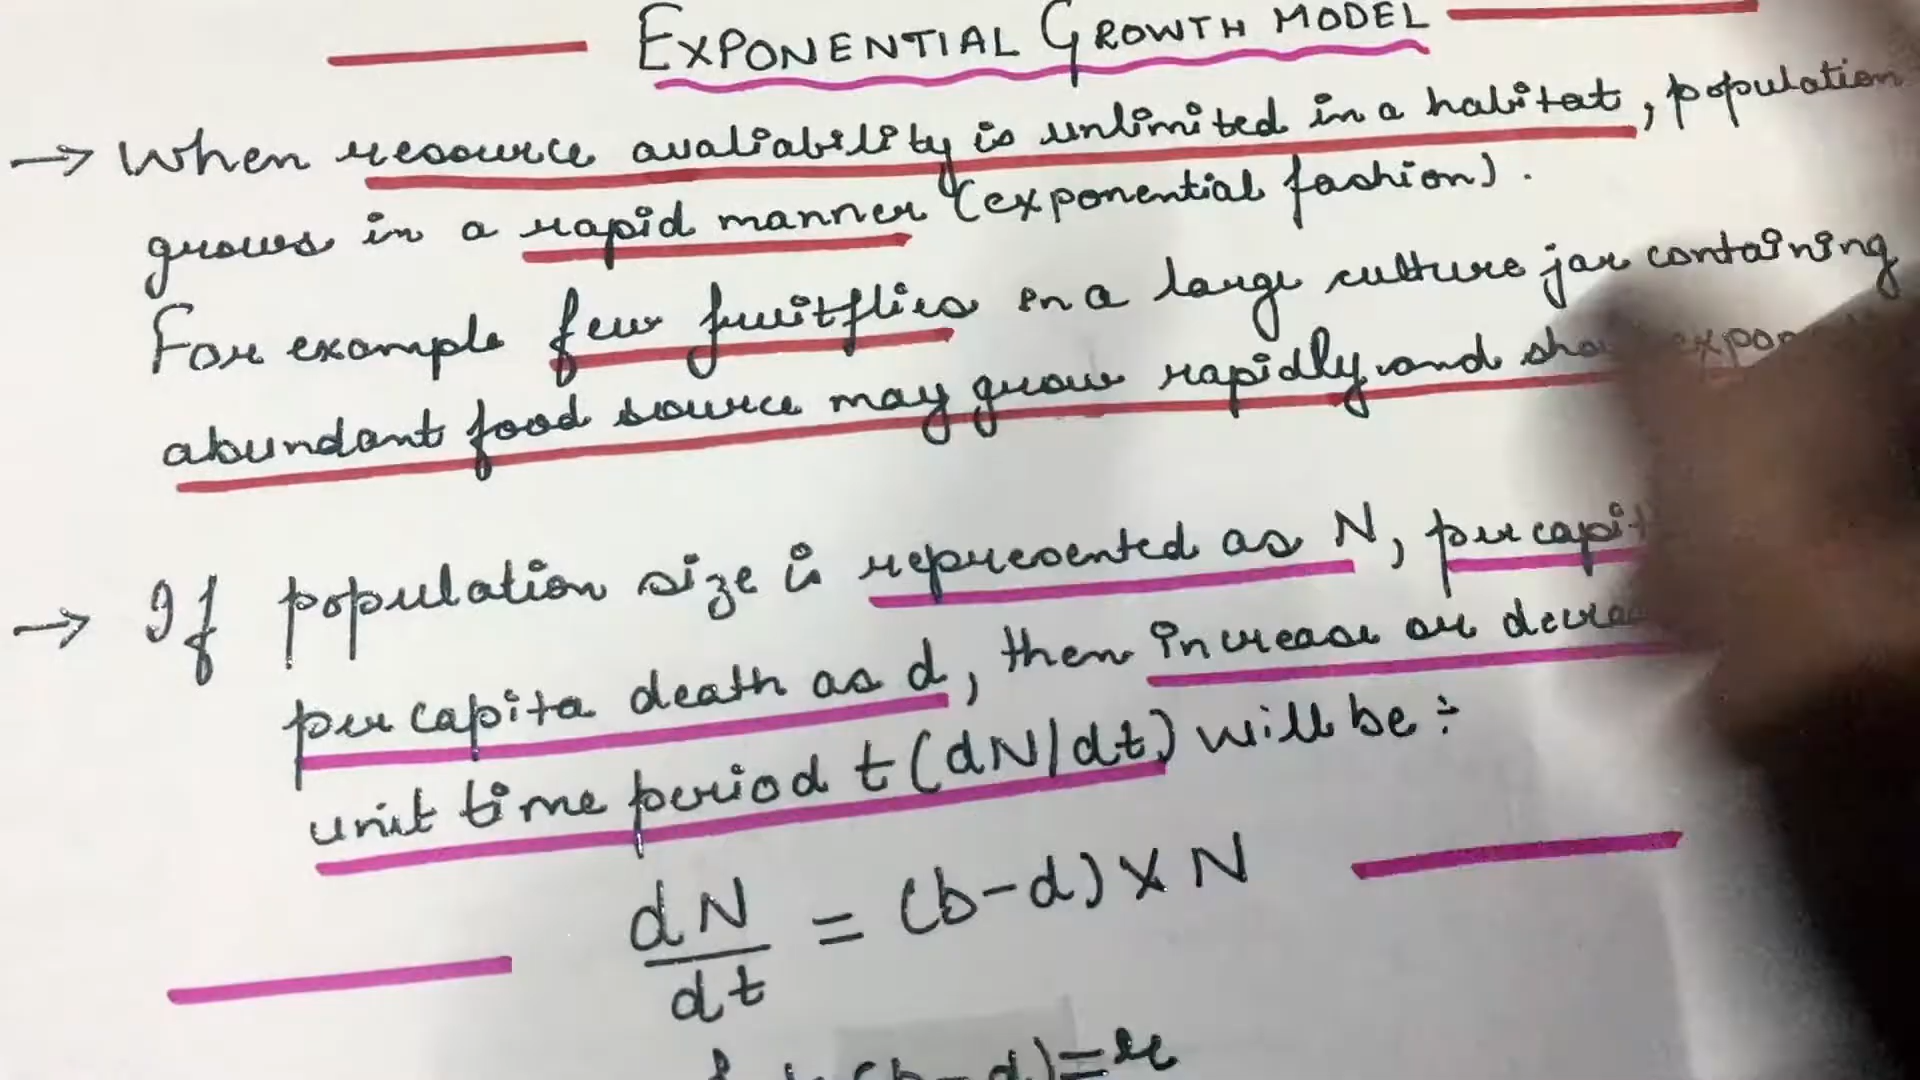 EXPONENTIAL GROWTH MODEL
→ When resource avaliability is unlimited in a habitat, population
grows in a rapid manner (exponential fashion).
For example few fruitflies in a large culture jar containing
abundant food source may grow rapidly and
→ If population size is represented as N, per
per capita death as d, then increase or
unit time period t (dN/dt) will be :
dN/dt = (b-d) × N
(b-d)=r